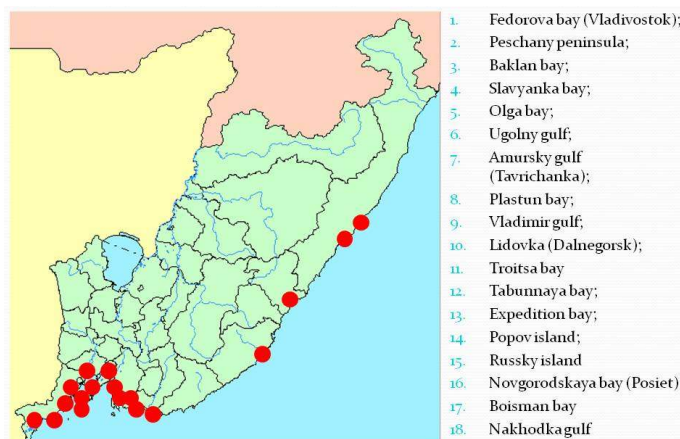 1. Fedorova bay (Vladivostok);
2. Peschany peninsula;
3. Baklan bay;
4. Slavyanka bay;
5. Olga bay;
6. Ugolny gulf;
7. Amursky gulf
(Tavrichanka);
8. Plastun bay;
9. Vladimir gulf;
10. Lidovka (Dalnegorsk);
11. Troitsa bay
12. Tabunnaya bay;
13. Expedition bay;
14. Popov island;
15. Russky island
16. Novgorodskaya bay (Posiet)
17. Boisman bay
18. Nakhodka gulf